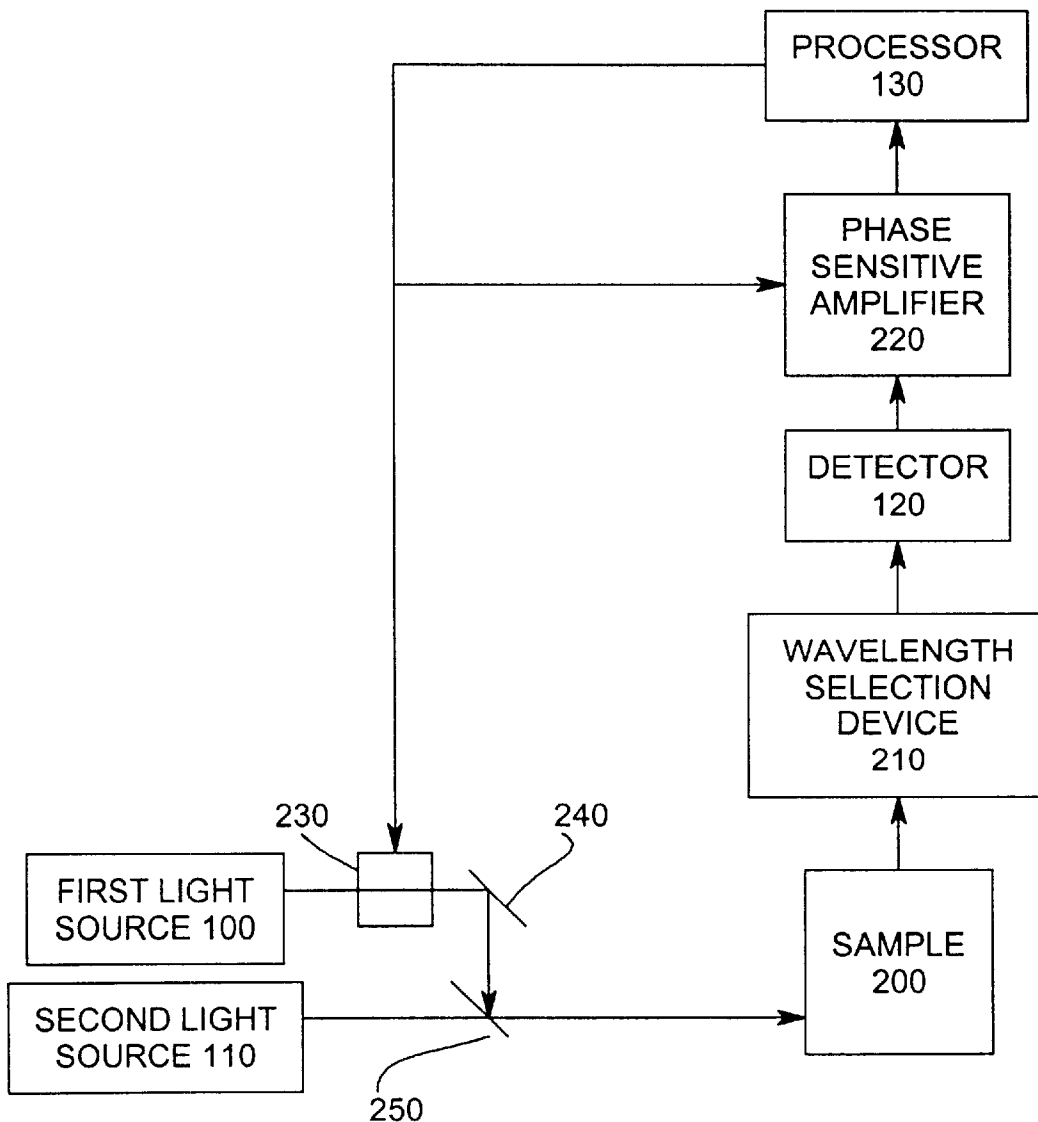 PROCESSOR
130
PHASE
SENSITIVE
AMPLIFIER
220
DETECTOR
120
WAVELENGTH
SELECTION
DEVICE
210
230
240
FIRST LIGHT
SOURCE 100
SAMPLE
200
SECOND LIGHT
SOURCE 110
250